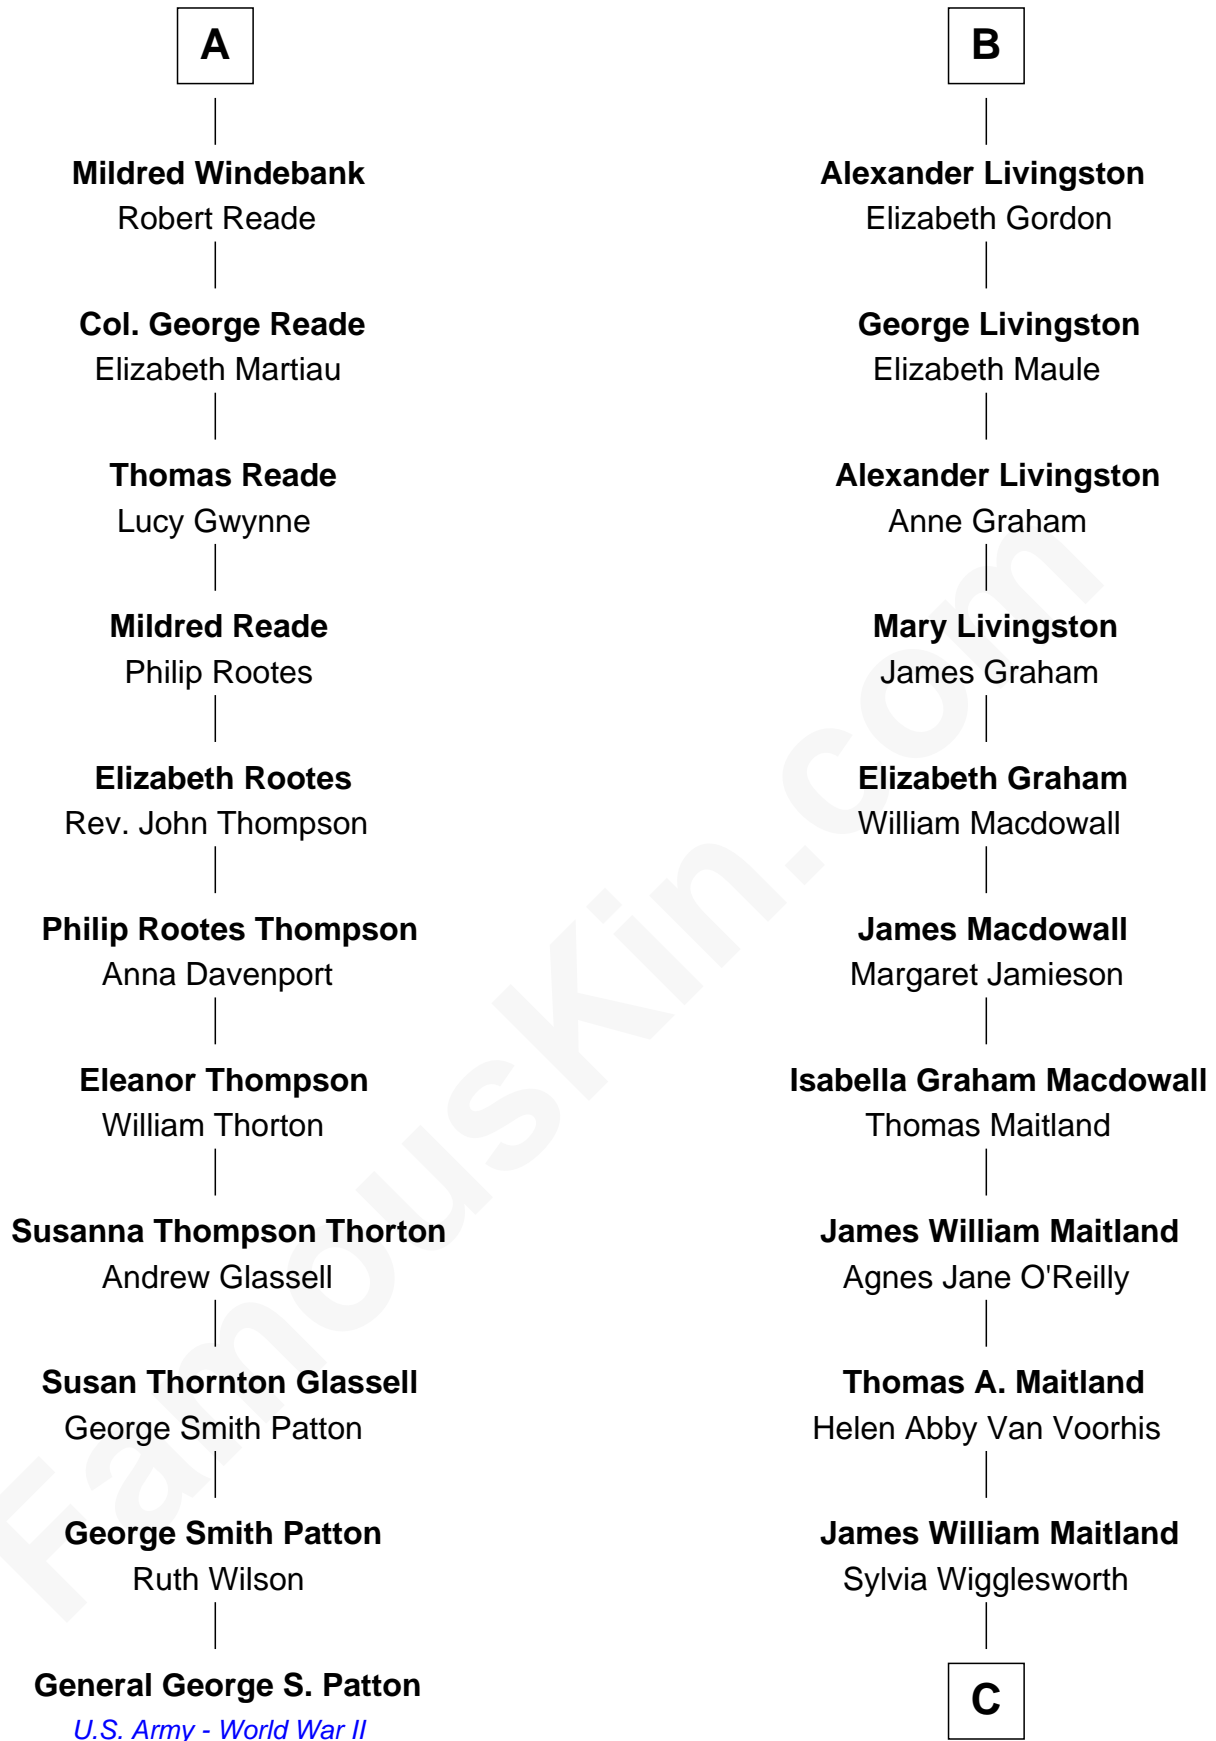 A
Mildred Windebank
Robert Reade
Col. George Reade
Elizabeth Martiau
Thomas Reade
Lucy Gwynne
Mildred Reade
Philip Rootes
Elizabeth Rootes
Rev. John Thompson
Philip Rootes Thompson
Anna Davenport
Eleanor Thompson
William Thorton
Susanna Thompson Thorton
Andrew Glassell
Susan Thornton Glassell
George Smith Patton
George Smith Patton
Ruth Wilson
General George S. Patton
U.S. Army - World War II
B
Alexander Livingston
Elizabeth Gordon
George Livingston
Elizabeth Maule
Alexander Livingston
Anne Graham
Mary Livingston
James Graham
Elizabeth Graham
William Macdowall
James Macdowall
Margaret Jamieson
Isabella Graham Macdowall
Thomas Maitland
James William Maitland
Agnes Jane O'Reilly
Thomas A. Maitland
Helen Abby Van Voorhis
James William Maitland
Sylvia Wigglesworth
C
FamousKin.com